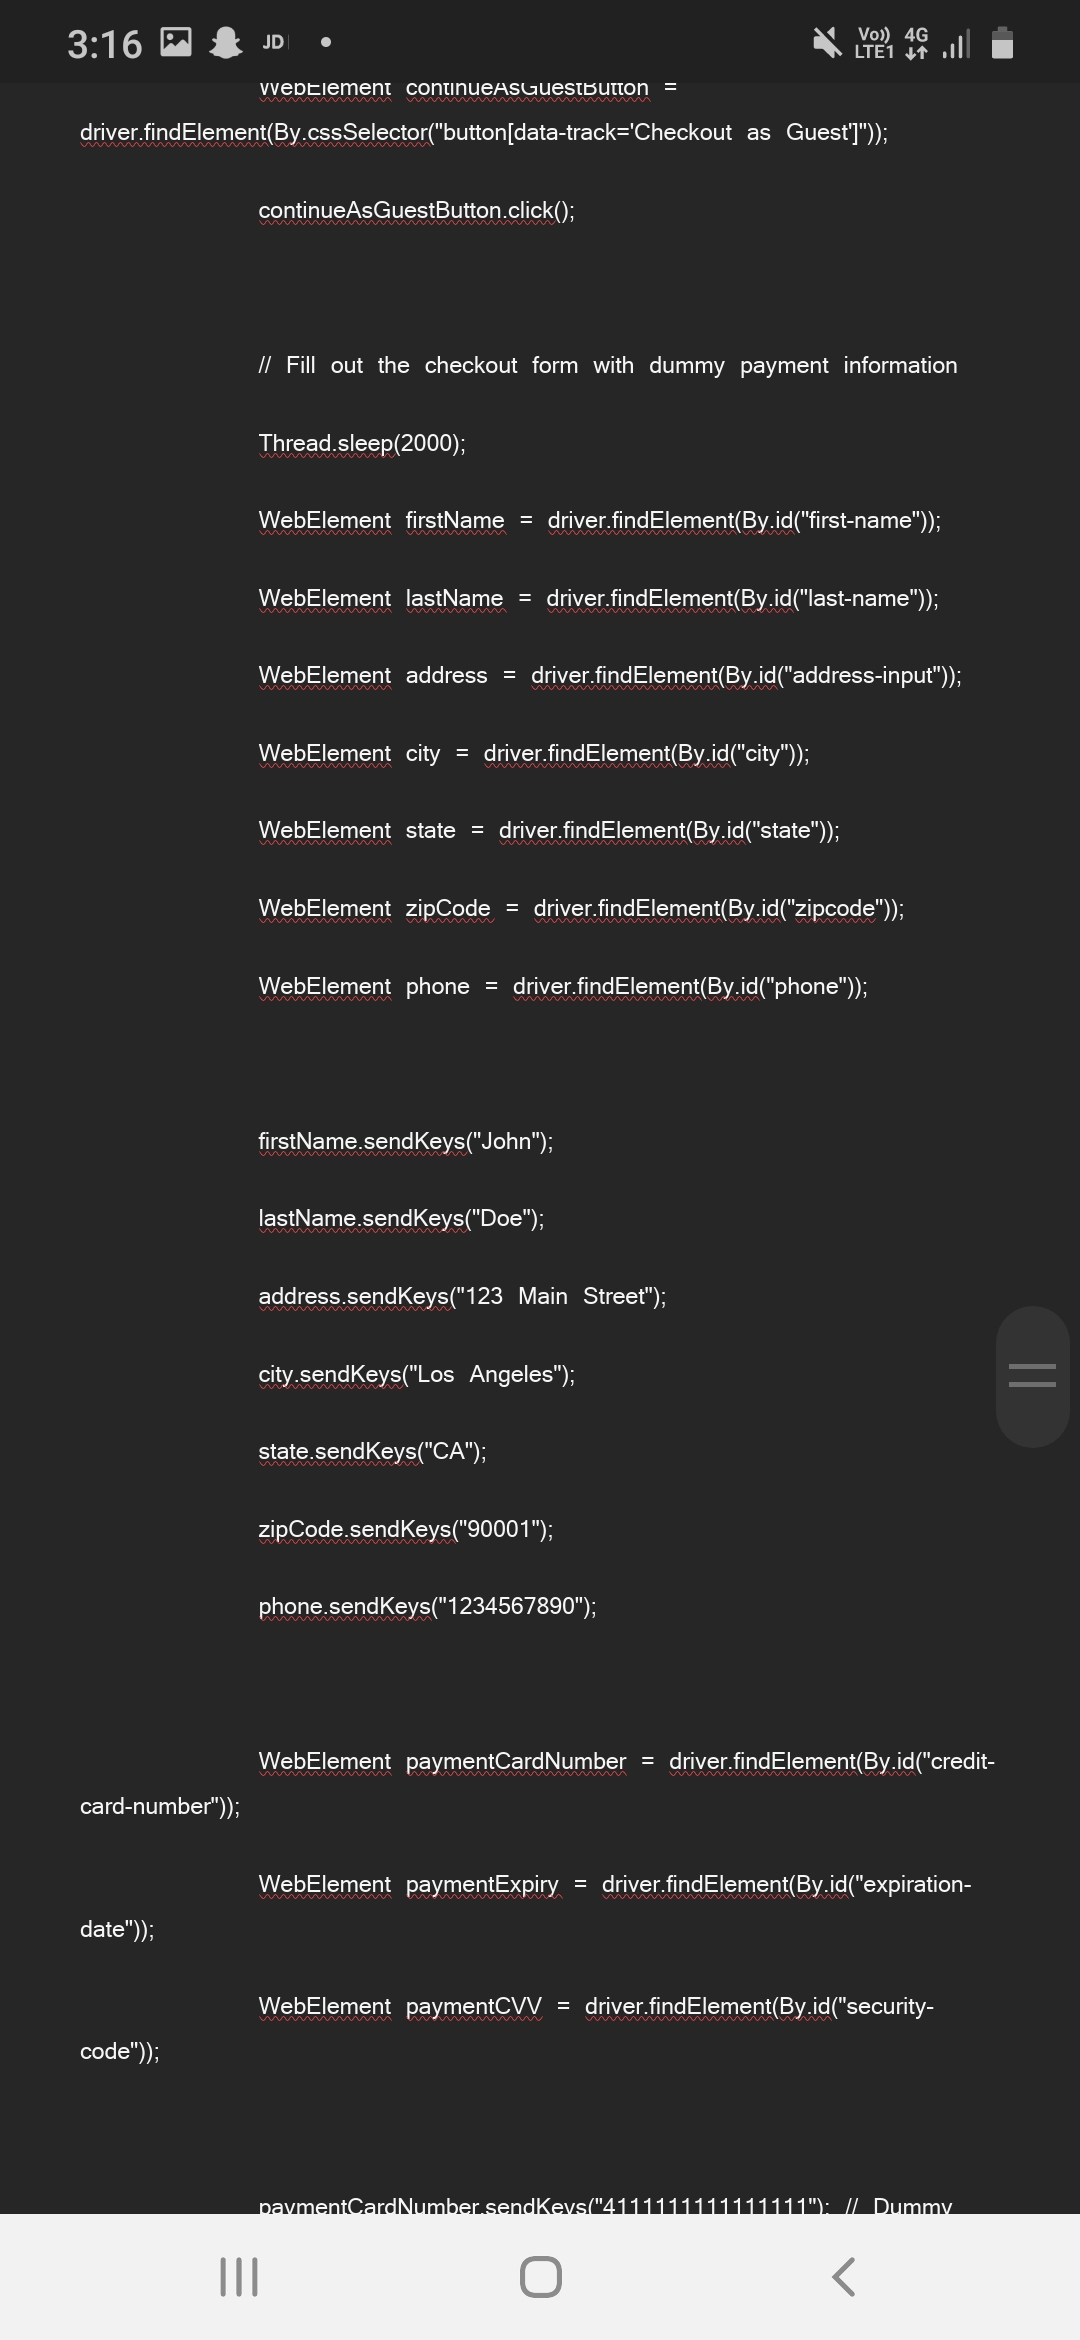 3:16 JD Vo)) LTE1 4G
WebElement continueAsGuestButton =
driver.findElement(By.cssSelector("button[data-track='Checkout as Guest']"));
continueAsGuestButton.click();
// Fill out the checkout form with dummy payment information
Thread.sleep(2000);
WebElement firstName = driver.findElement(By.id("first-name"));
WebElement lastName = driver.findElement(By.id("last-name"));
WebElement address = driver.findElement(By.id("address-input"));
WebElement city = driver.findElement(By.id("city"));
WebElement state = driver.findElement(By.id("state"));
WebElement zipCode = driver.findElement(By.id("zipcode"));
WebElement phone = driver.findElement(By.id("phone"));
firstName.sendKeys("John");
lastName.sendKeys("Doe");
address.sendKeys("123 Main Street");
city.sendKeys("Los Angeles");
state.sendKeys("CA");
zipCode.sendKeys("90001");
phone.sendKeys("1234567890");
WebElement paymentCardNumber = driver.findElement(By.id("credit-
card-number"));
WebElement paymentExpiry = driver.findElement(By.id("expiration-
date"));
WebElement paymentCVV = driver.findElement(By.id("security-
code"));
paymentCardNumber.sendKeys("4111111111111111"); // Dummy